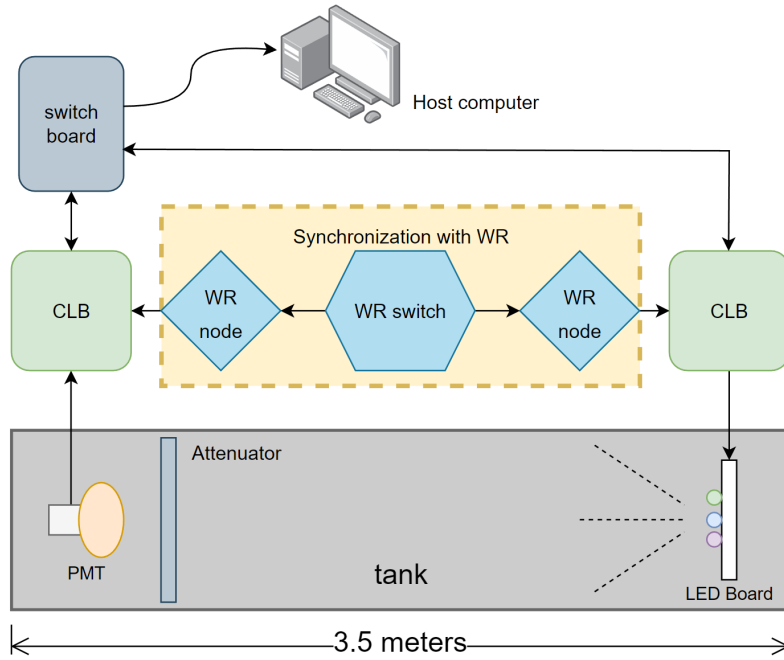 switch
board
Host computer
Synchronization with WR
CLB
WR
node
WR switch
WR
node
CLB
Attenuator
PMT
tank
LED Board
3.5 meters